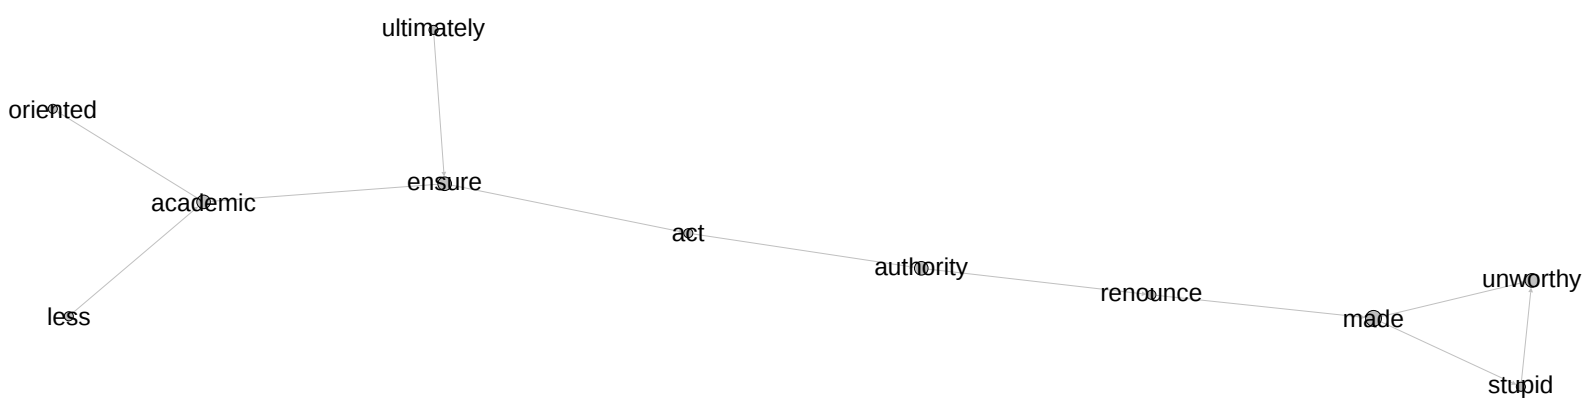 ultimately
oriented
ensure
academic
act
authority
unworthy
renounce
less
made
stupid